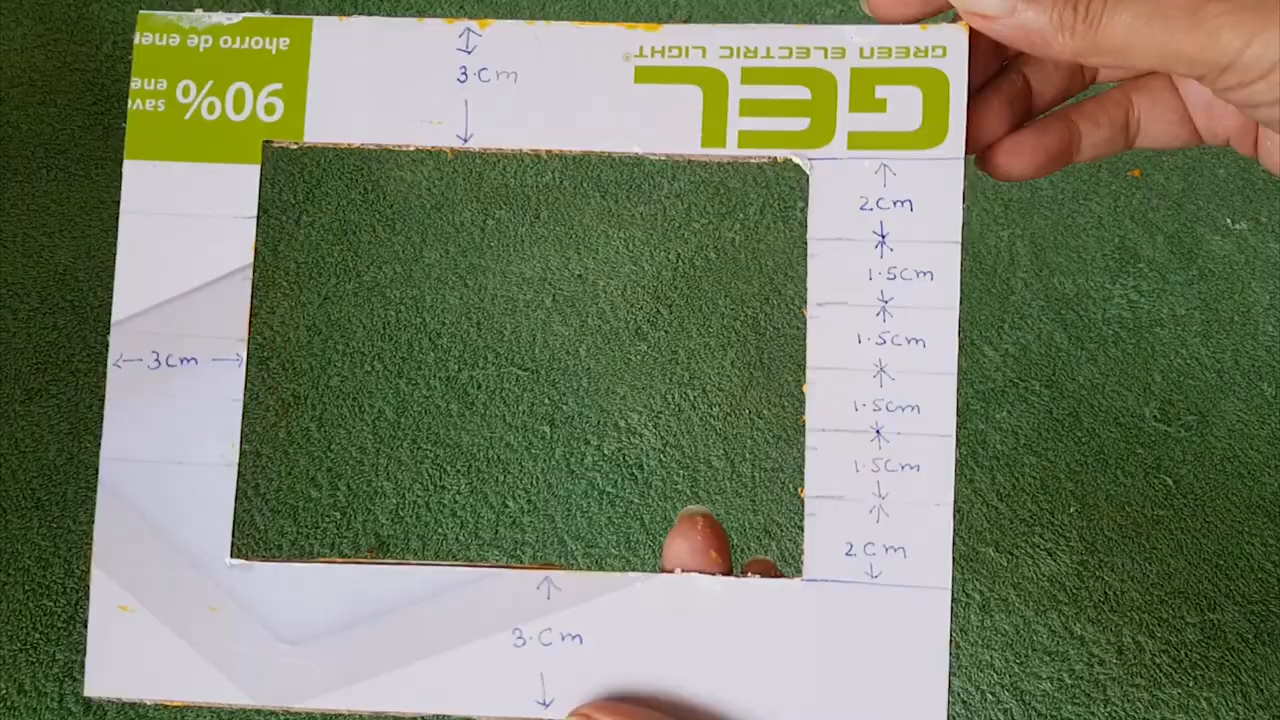 ahorro de ener
90%
save
ene
GREEN ELECTRIC LIGHT
GEL®
3.cm
2cm
1.5cm
1.5cm
3cm
1.5cm
1.5cm
2cm
3.cm